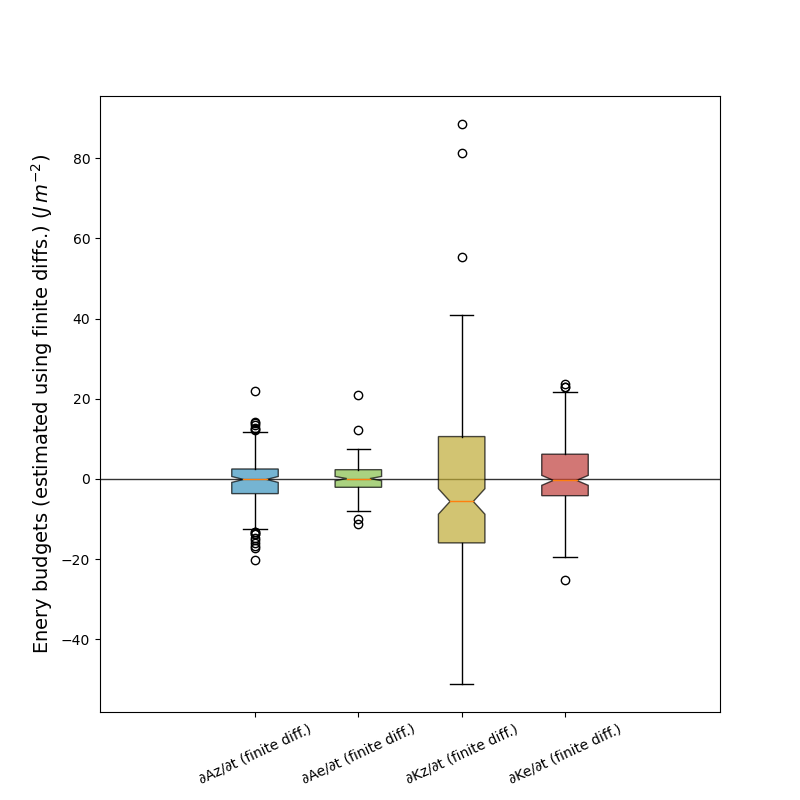 Enery budgets (estimated using finite diffs.) (J m⁻²)
80
60
40
20
0
−20
−40
∂Az/∂t (finite diff.)
∂Ae/∂t (finite diff.)
∂Kz/∂t (finite diff.)
∂Ke/∂t (finite diff.)